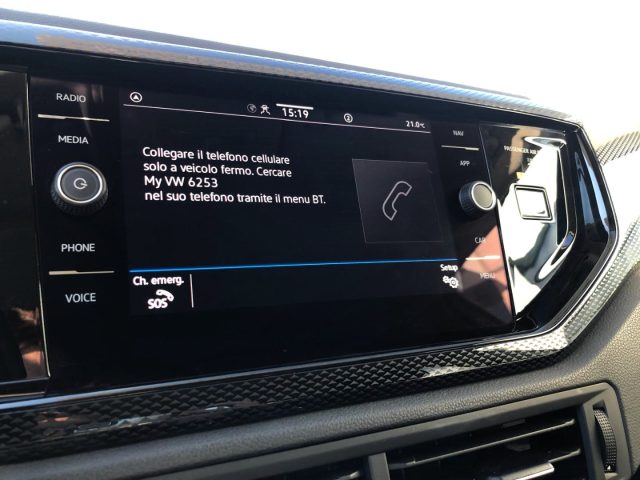 RADIO
MEDIA
PHONE
VOICE
15:19
2
21.0°C
Collegare il telefono cellulare
solo a veicolo fermo. Cercare
My VW 6253
nel suo telefono tramite il menu BT.
Ch. emerg.
SOS
Setup
NAV
APP
CAR
MENU
PASSENGER AIR